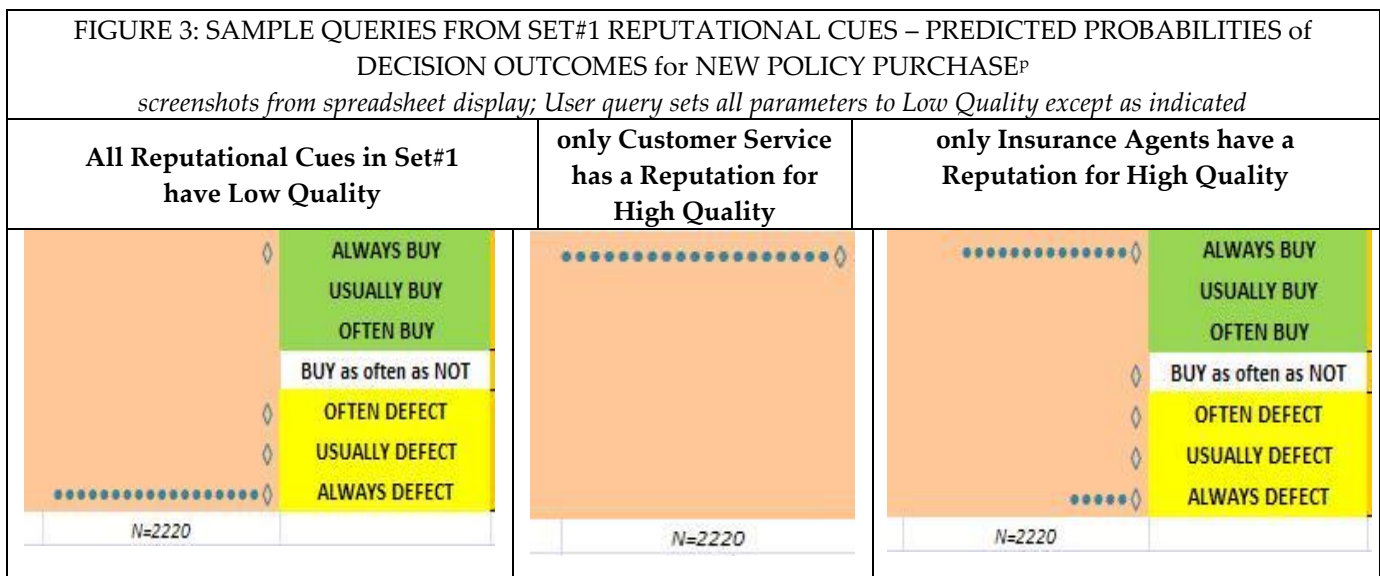 FIGURE 3: SAMPLE QUERIES FROM SET#1 REPUTATIONAL CUES – PREDICTED PROBABILITIES of
DECISION OUTCOMES for NEW POLICY PURCHASEᵖ
screenshots from spreadsheet display; User query sets all parameters to Low Quality except as indicated
All Reputational Cues in Set#1
have Low Quality
only Customer Service
has a Reputation for
High Quality
only Insurance Agents have a
Reputation for High Quality
ALWAYS BUY
USUALLY BUY
OFTEN BUY
BUY as often as NOT
OFTEN DEFECT
USUALLY DEFECT
ALWAYS DEFECT
N=2220
N=2220
ALWAYS BUY
USUALLY BUY
OFTEN BUY
BUY as often as NOT
OFTEN DEFECT
USUALLY DEFECT
ALWAYS DEFECT
N=2220